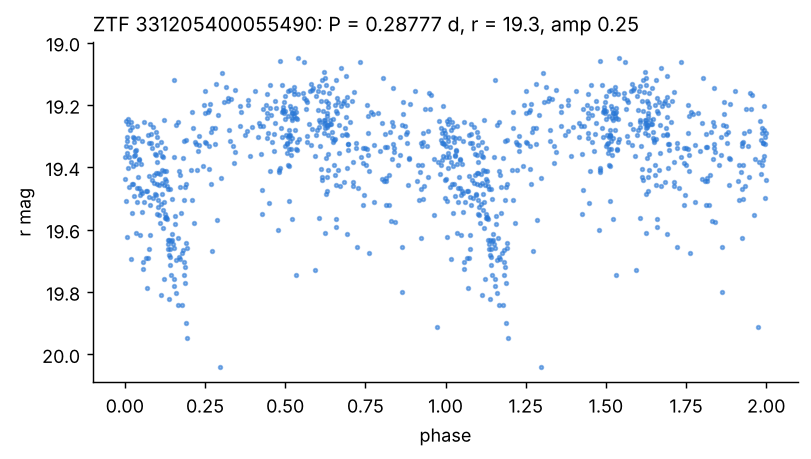 ZTF 331205400055490: P = 0.28777 d, r = 19.3, amp 0.25
19.0
19.2
19.4
19.6
19.8
20.0
r mag
0.00 0.25 0.50 0.75 1.00 1.25 1.50 1.75 2.00
phase